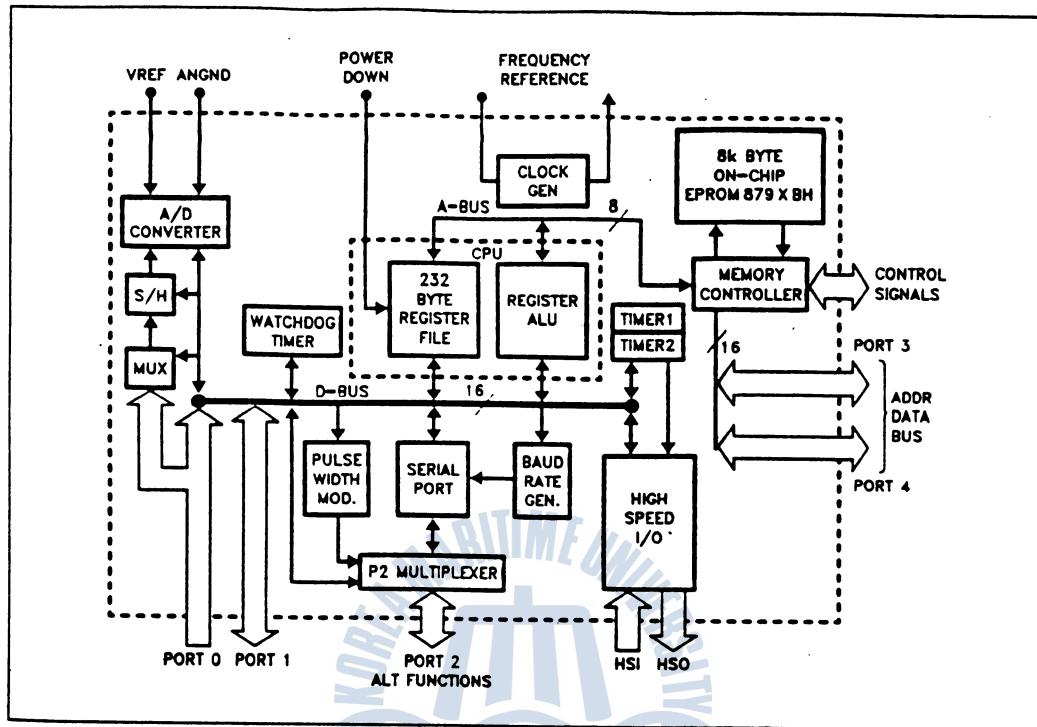 VREF ANGND
POWER
DOWN
FREQUENCY
REFERENCE
CLOCK
GEN
8k BYTE
ON-CHIP
EPROM 879 X BH
A/D
CONVERTER
A-BUS
8
CPU
S/H
232
BYTE
REGISTER
FILE
REGISTER
ALU
MEMORY
CONTROLLER
CONTROL
SIGNALS
WATCHDOG
TIMER
TIMER1
TIMER2
MUX
16
PORT 3
ADDR
DATA
BUS
PORT 4
D-BUS
16
PULSE
WIDTH
MOD.
SERIAL
PORT
BAUD
RATE
GEN.
HIGH
SPEED
I/O
P2 MULTIPLEXER
PORT 0 PORT 1
PORT 2
ALT FUNCTIONS
HSI HSO
KOREA MARITIME UNIVERSITY